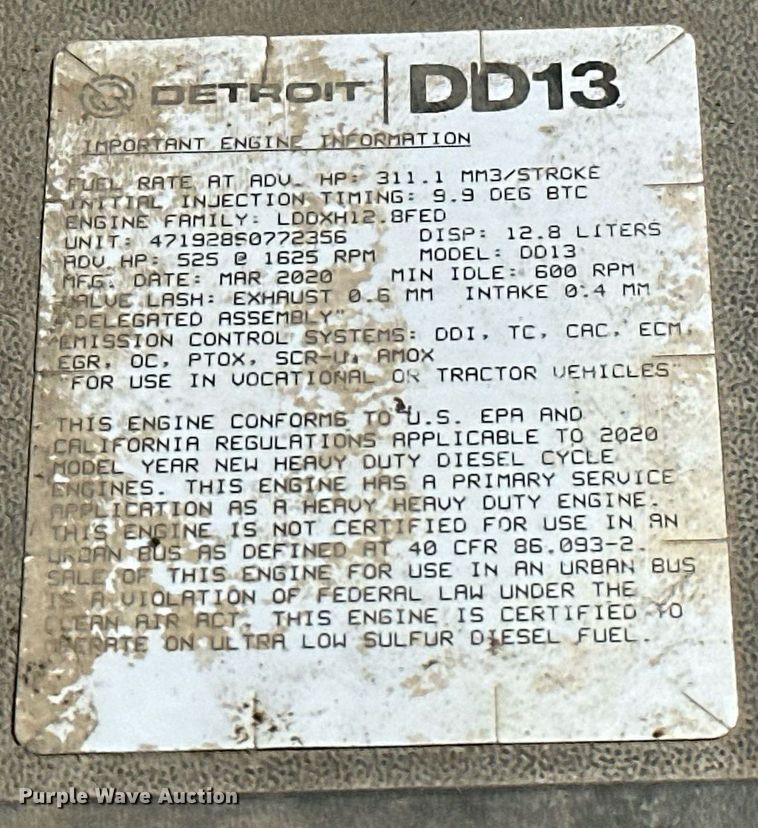 DETROIT | DD13
IMPORTANT ENGINE INFORMATION
FUEL RATE AT ADV. HP: 311.1 MM3/STROKE
INITIAL INJECTION TIMING: 9.9 DEG BTC
ENGINE FAMILY: LDDXH12.8FED
UNIT: 471928S0772356 DISP: 12.8 LITERS
ADV HP: 525 @ 1625 RPM MODEL: DD13
MFG. DATE: MAR 2020 MIN IDLE: 600 RPM
VALVE LASH: EXHAUST 0.6 MM INTAKE 0.4 MM
"DELEGATED ASSEMBLY"
EMISSION CONTROL SYSTEMS: DDI, TC, CAC, ECM,
EGR, OC, PTOX, SCR-U, AMOX
"FOR USE IN VOCATIONAL OR TRACTOR VEHICLES"
THIS ENGINE CONFORMS TO U.S. EPA AND
CALIFORNIA REGULATIONS APPLICABLE TO 2020
MODEL YEAR NEW HEAVY DUTY DIESEL CYCLE
ENGINES. THIS ENGINE HAS A PRIMARY SERVICE
APPLICATION AS A HEAVY HEAVY DUTY ENGINE.
THIS ENGINE IS NOT CERTIFIED FOR USE IN AN
URBAN BUS AS DEFINED AT 40 CFR 86.093-2.
SALE OF THIS ENGINE FOR USE IN AN URBAN BUS
IS A VIOLATION OF FEDERAL LAW UNDER THE
CLEAN AIR ACT. THIS ENGINE IS CERTIFIED TO
OPERATE ON ULTRA LOW SULFUR DIESEL FUEL.
Purple Wave Auction